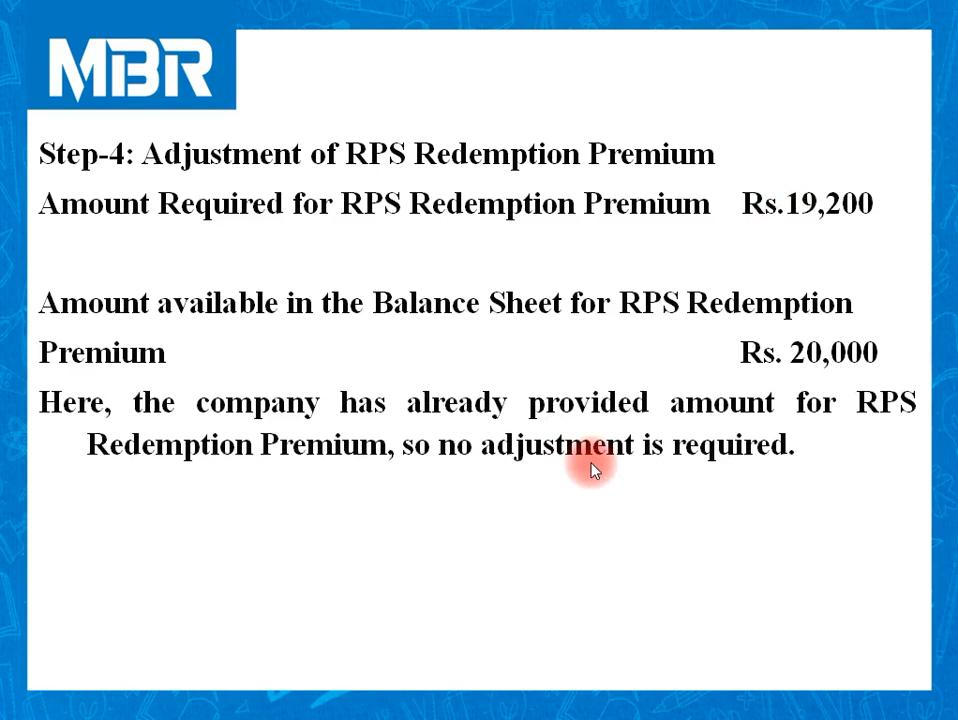 MBR
Step-4: Adjustment of RPS Redemption Premium
Amount Required for RPS Redemption Premium Rs.19,200
Amount available in the Balance Sheet for RPS Redemption
Premium Rs. 20,000
Here, the company has already provided amount for RPS
Redemption Premium, so no adjustment is required.